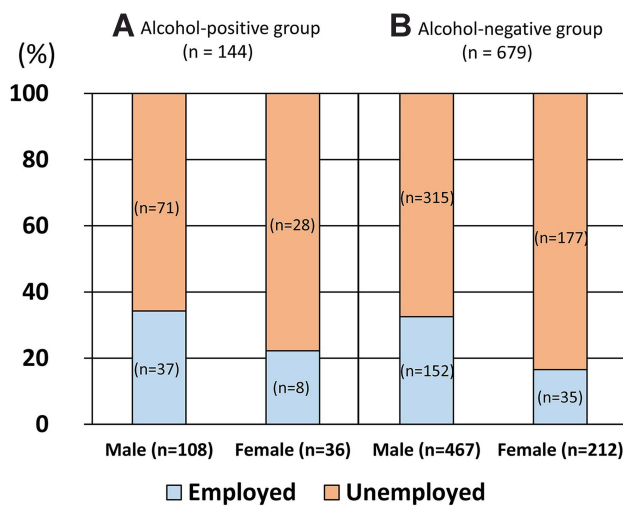 A Alcohol-positive group
(n = 144)
B Alcohol-negative group
(n = 679)
(%)
100
80
60
40
20
0
(n=71)
(n=28)
(n=315)
(n=177)
(n=37)
(n=8)
(n=152)
(n=35)
Male (n=108) Female (n=36) Male (n=467) Female (n=212)
Employed Unemployed